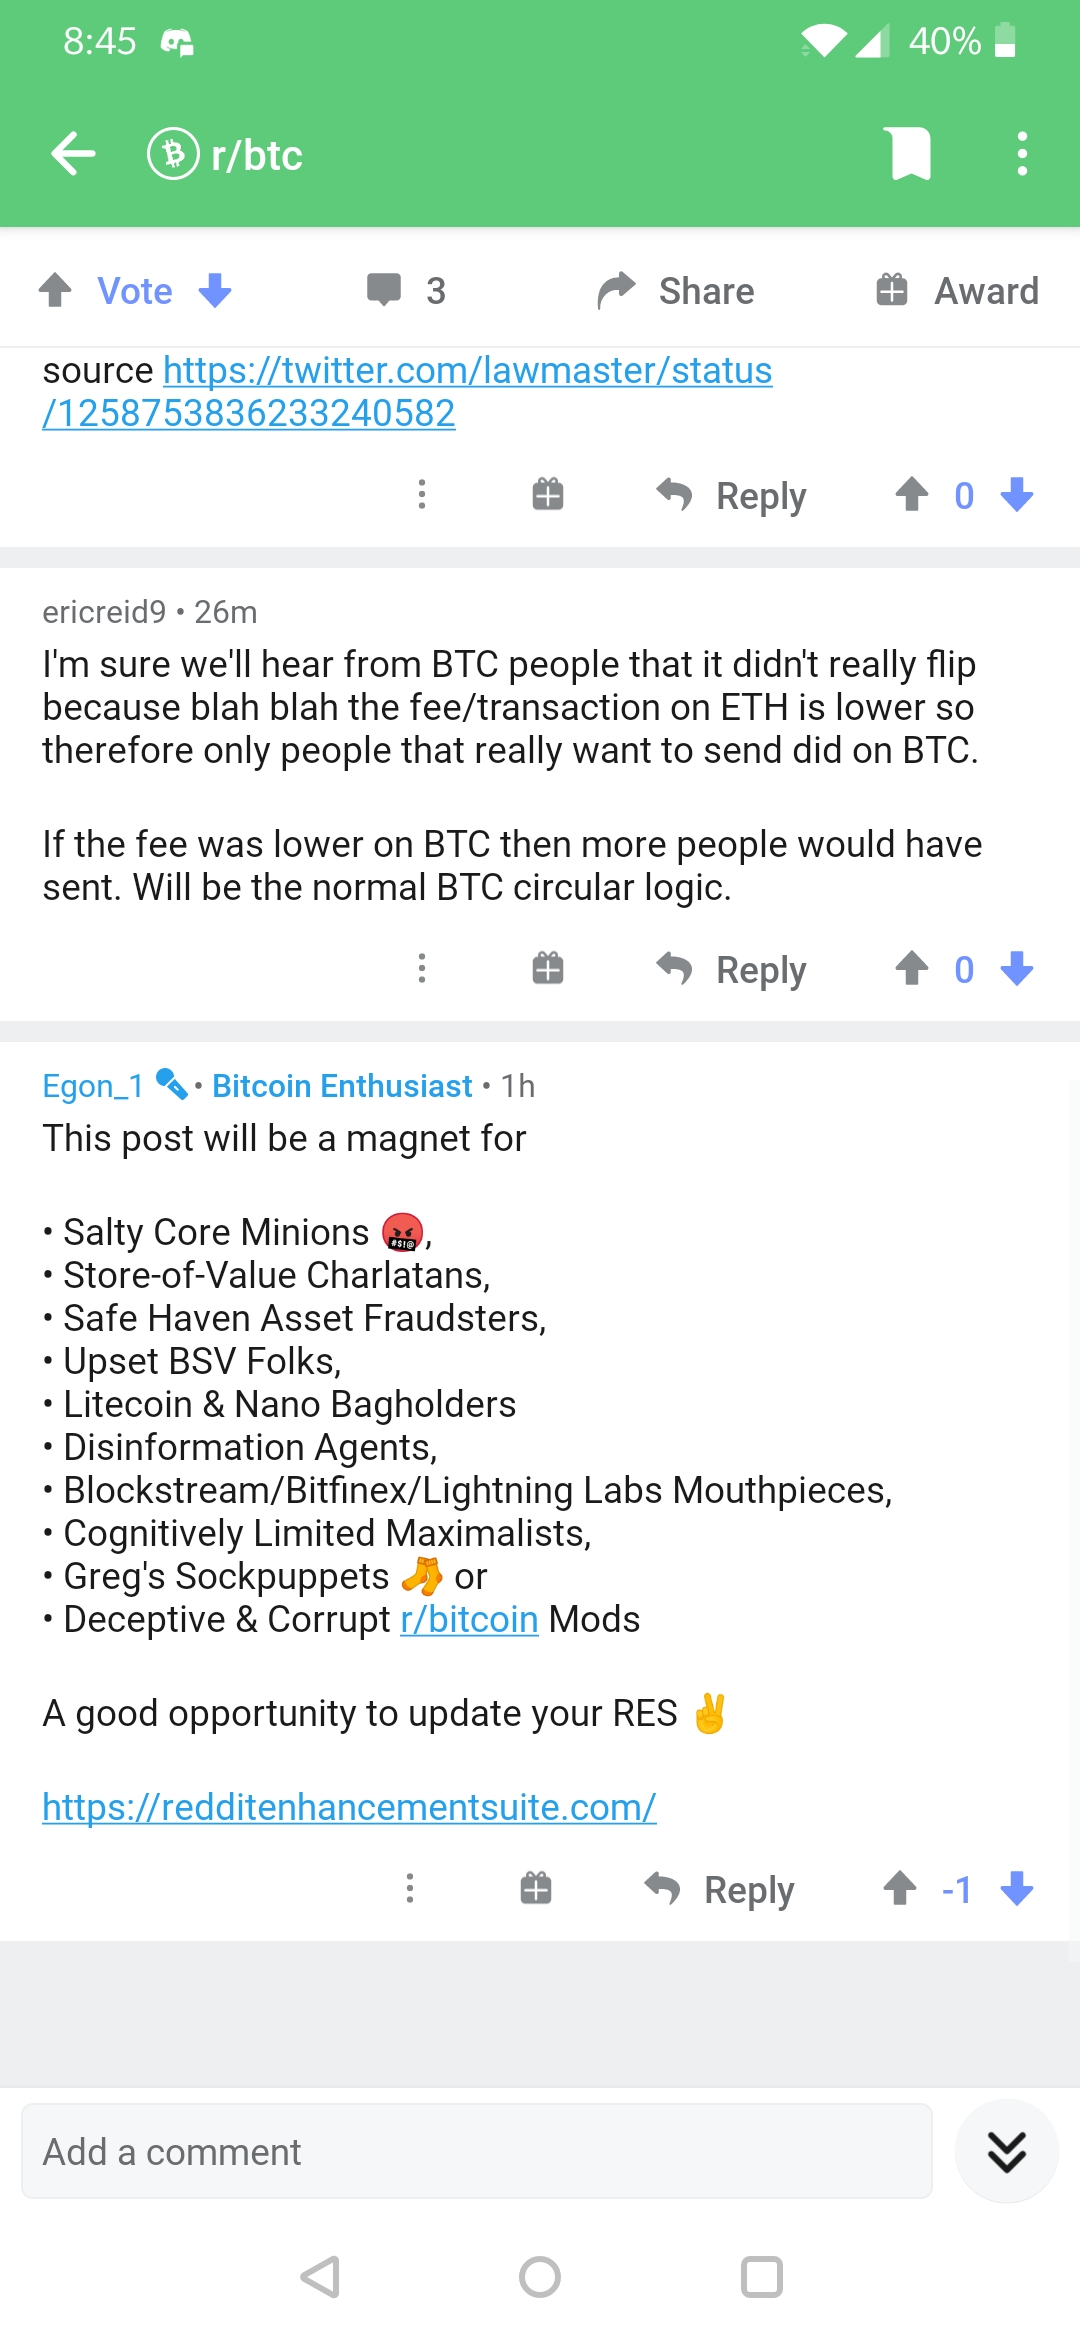 8:45
40%
r/btc
Vote
3
Share
Award
source https://twitter.com/lawmaster/status
/1258753836233240582
Reply
0
ericreid9 • 26m
I'm sure we'll hear from BTC people that it didn't really flip
because blah blah the fee/transaction on ETH is lower so
therefore only people that really want to send did on BTC.
If the fee was lower on BTC then more people would have
sent. Will be the normal BTC circular logic.
Reply
0
Egon_1 🎤 • Bitcoin Enthusiast • 1h
This post will be a magnet for
• Salty Core Minions 🤬,
• Store-of-Value Charlatans,
• Safe Haven Asset Fraudsters,
• Upset BSV Folks,
• Litecoin & Nano Bagholders
• Disinformation Agents,
• Blockstream/Bitfinex/Lightning Labs Mouthpieces,
• Cognitively Limited Maximalists,
• Greg's Sockpuppets 🧦 or
• Deceptive & Corrupt r/bitcoin Mods
A good opportunity to update your RES ✌
https://redditenhancementsuite.com/
Reply
-1
Add a comment